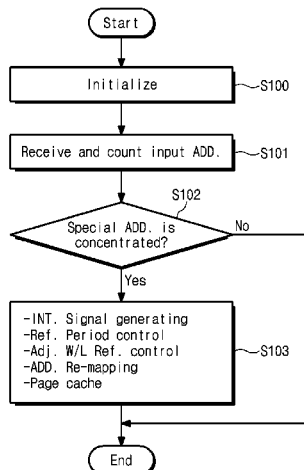 Start
Initialize
S100
Receive and count input ADD.
S101
S102
Special ADD. is
concentrated?
No
Yes
-INT. Signal generating
-Ref. Period control
-Adj. W/L Ref. control
-ADD. Re-mapping
-Page cache
S103
End